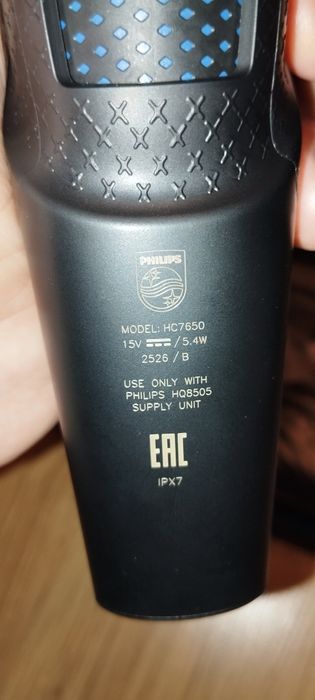 PHILIPS
MODEL: HC7650
15V ⎓ / 5.4W
2526 / B
USE ONLY WITH
PHILIPS HQ8505
SUPPLY UNIT
EAC
IPX7